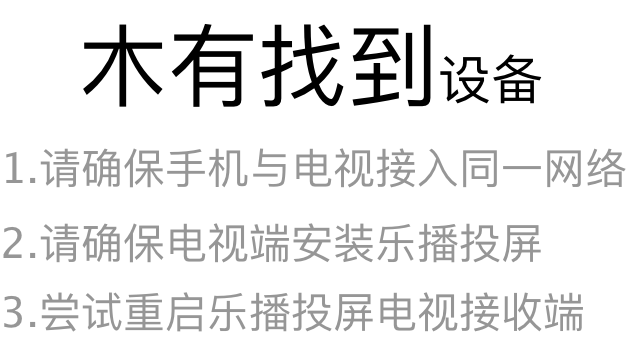 木有找到设备
1.请确保手机与电视接入同一网络
2.请确保电视端安装乐播投屏
3.尝试重启乐播投屏电视接收端